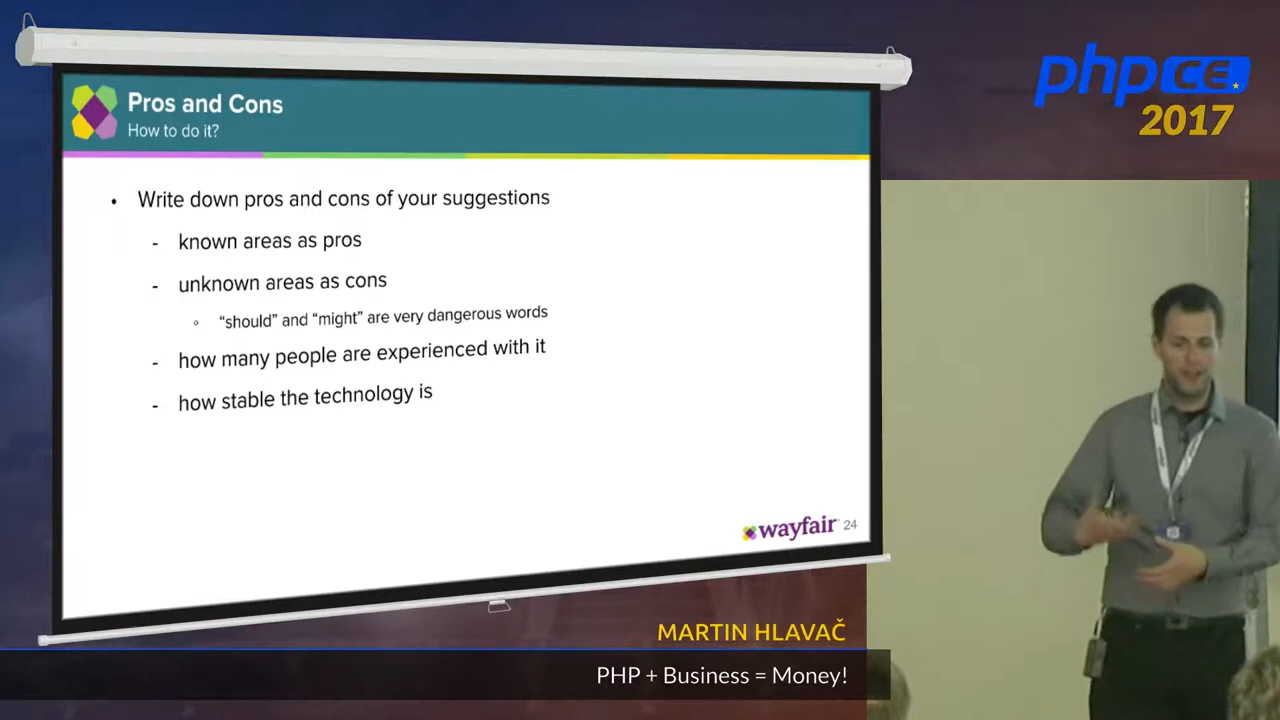 Pros and Cons
How to do it?
• Write down pros and cons of your suggestions
- known areas as pros
- unknown areas as cons
◦ “should” and “might” are very dangerous words
- how many people are experienced with it
- how stable the technology is
wayfair 24
php CE
2017
MARTIN HLAVAČ
PHP + Business = Money!